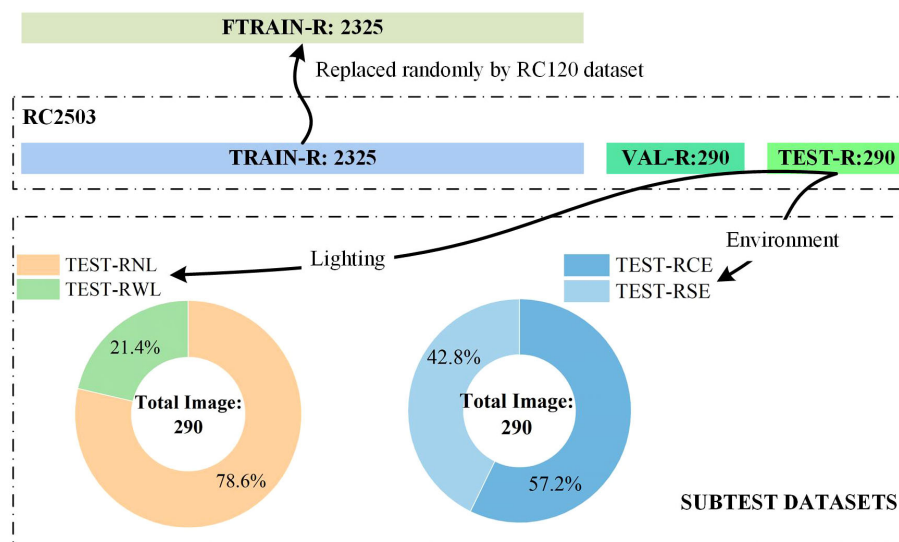 FTRAIN-R: 2325
Replaced randomly by RC120 dataset
RC2503
TRAIN-R: 2325
VAL-R:290
TEST-R:290
Lighting
Environment
TEST-RNL
TEST-RWL
TEST-RCE
TEST-RSE
21.4%
Total Image:
290
78.6%
42.8%
Total Image:
290
57.2%
SUBTEST DATASETS